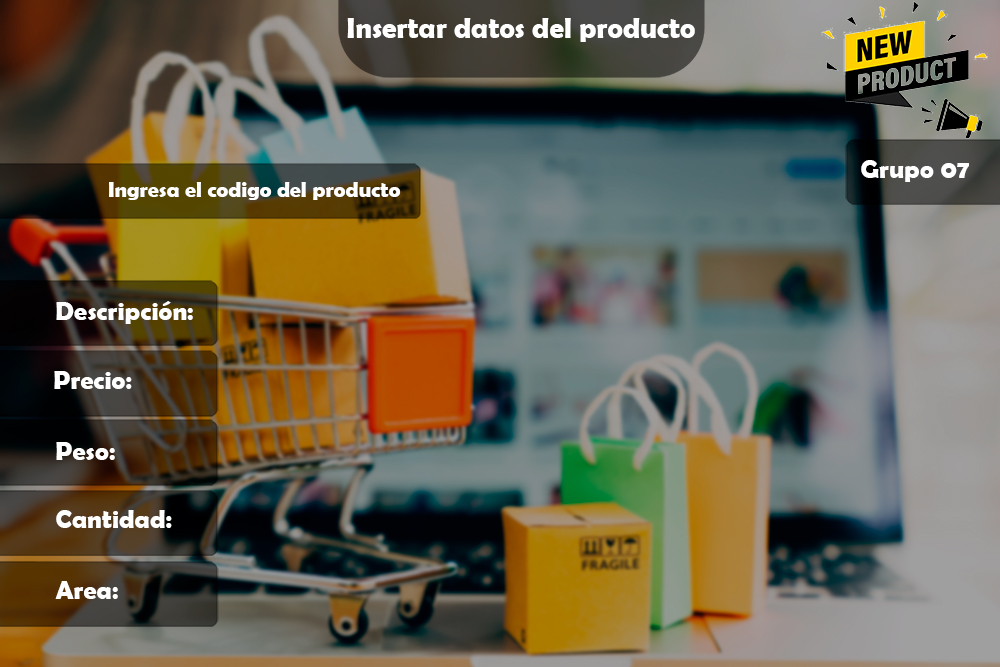 Insertar datos del producto
NEW
PRODUCT
Grupo 07
Ingresa el codigo del producto
FRAGILE
Descripción:
Precio:
Peso:
Cantidad:
Area:
FRAGILE